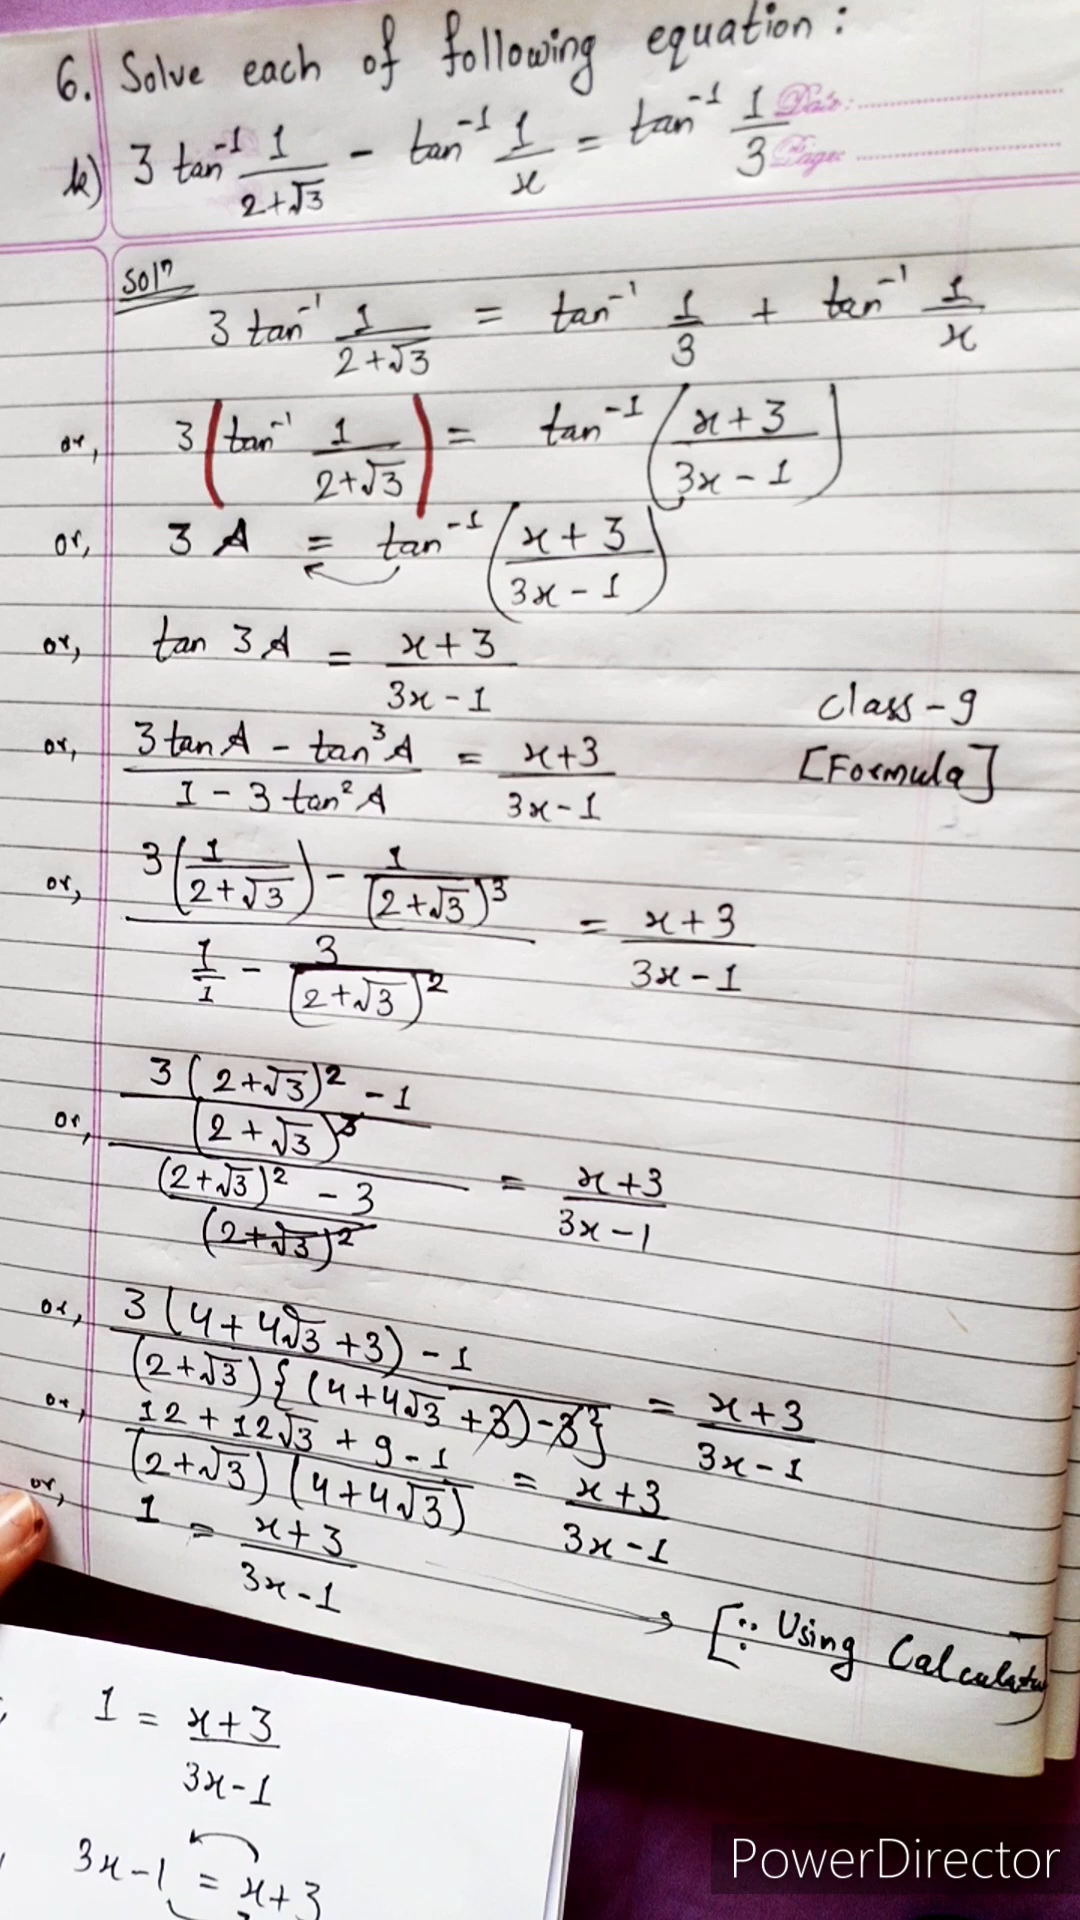 6. Solve each of following equation :
k) 3 tan⁻¹ 1/(2+√3) - tan⁻¹ 1/x = tan⁻¹ 1/3
Date:
Page:
Solⁿ
3 tan⁻¹ 1/(2+√3) = tan⁻¹ 1/3 + tan⁻¹ 1/x
or, 3(tan⁻¹ 1/(2+√3)) = tan⁻¹ ((x+3)/(3x-1))
or, 3A = tan⁻¹ ((x+3)/(3x-1))
or, tan 3A = (x+3)/(3x-1)
class-9
or, (3 tan A - tan³A)/(1 - 3 tan² A) = (x+3)/(3x-1) [Formula]
or, (3(1/(2+√3)) - 1/(2+√3)³)/(1/1 - 3/(2+√3)²) = (x+3)/(3x-1)
or, ((3(2+√3)² - 1)/(2+√3)³)/(((2+√3)² - 3)/(2+√3)²) = (x+3)/(3x-1)
or, (3(4+4√3+3) - 1)/((2+√3){(4+4√3+3)-3}) = (x+3)/(3x-1)
or, (12+12√3+9-1)/((2+√3)(4+4√3)) = (x+3)/(3x-1)
or, 1 = (x+3)/(3x-1) → [∵ Using Calculator]
1 = (x+3)/(3x-1)
3x-1 = x+3
PowerDirector